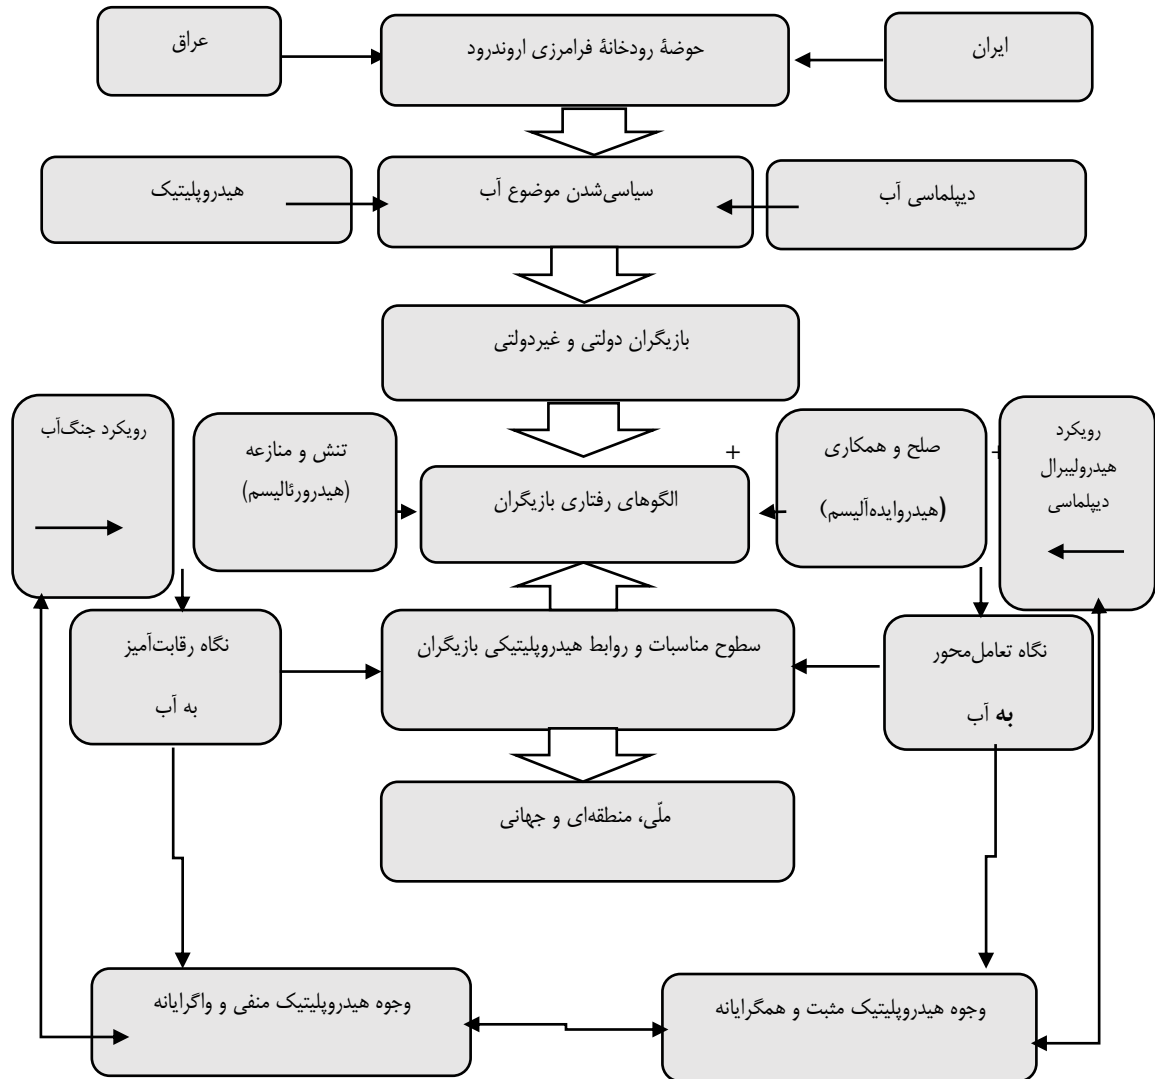 ایران
حوضهٔ رودخانهٔ فرامرزی اروندرود
عراق
دیپلماسی آب
سیاسی‌شدن موضوع آب
هیدروپلیتیک
بازیگران دولتی و غیردولتی
رویکرد
هیدرولیبرال
دیپلماسی
+
صلح و همکاری
(هیدروایده‌آلیسم)
+
الگوهای رفتاری بازیگران
تنش و منازعه
(هیدرورئالیسم)
رویکرد جنگ‌آب
نگاه تعامل‌محور
به آب
سطوح مناسبات و روابط هیدروپلیتیکی بازیگران
نگاه رقابت‌آمیز
به آب
ملّی، منطقه‌ای و جهانی
وجوه هیدروپلیتیک مثبت و همگرایانه
وجوه هیدروپلیتیک منفی و واگرایانه